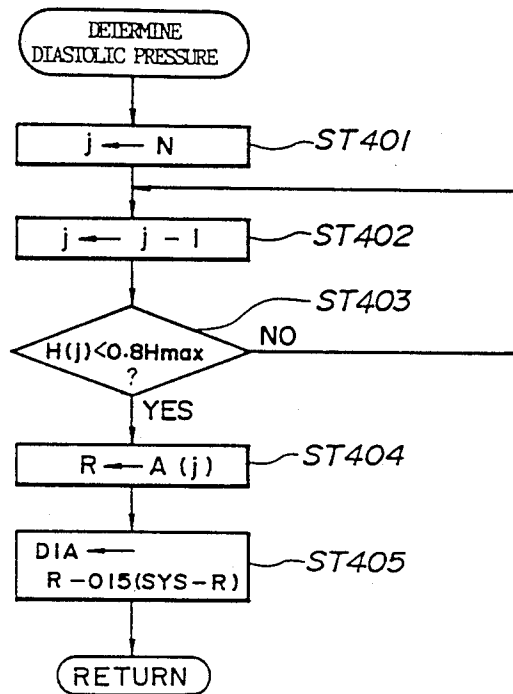 DETERMINE
DIASTOLIC PRESSURE
j ← N
ST401
j ← j - 1
ST402
ST403
H(j)<0.8Hmax
?
NO
YES
R ← A (j)
ST404
DIA ←
R-015(SYS-R)
ST405
RETURN